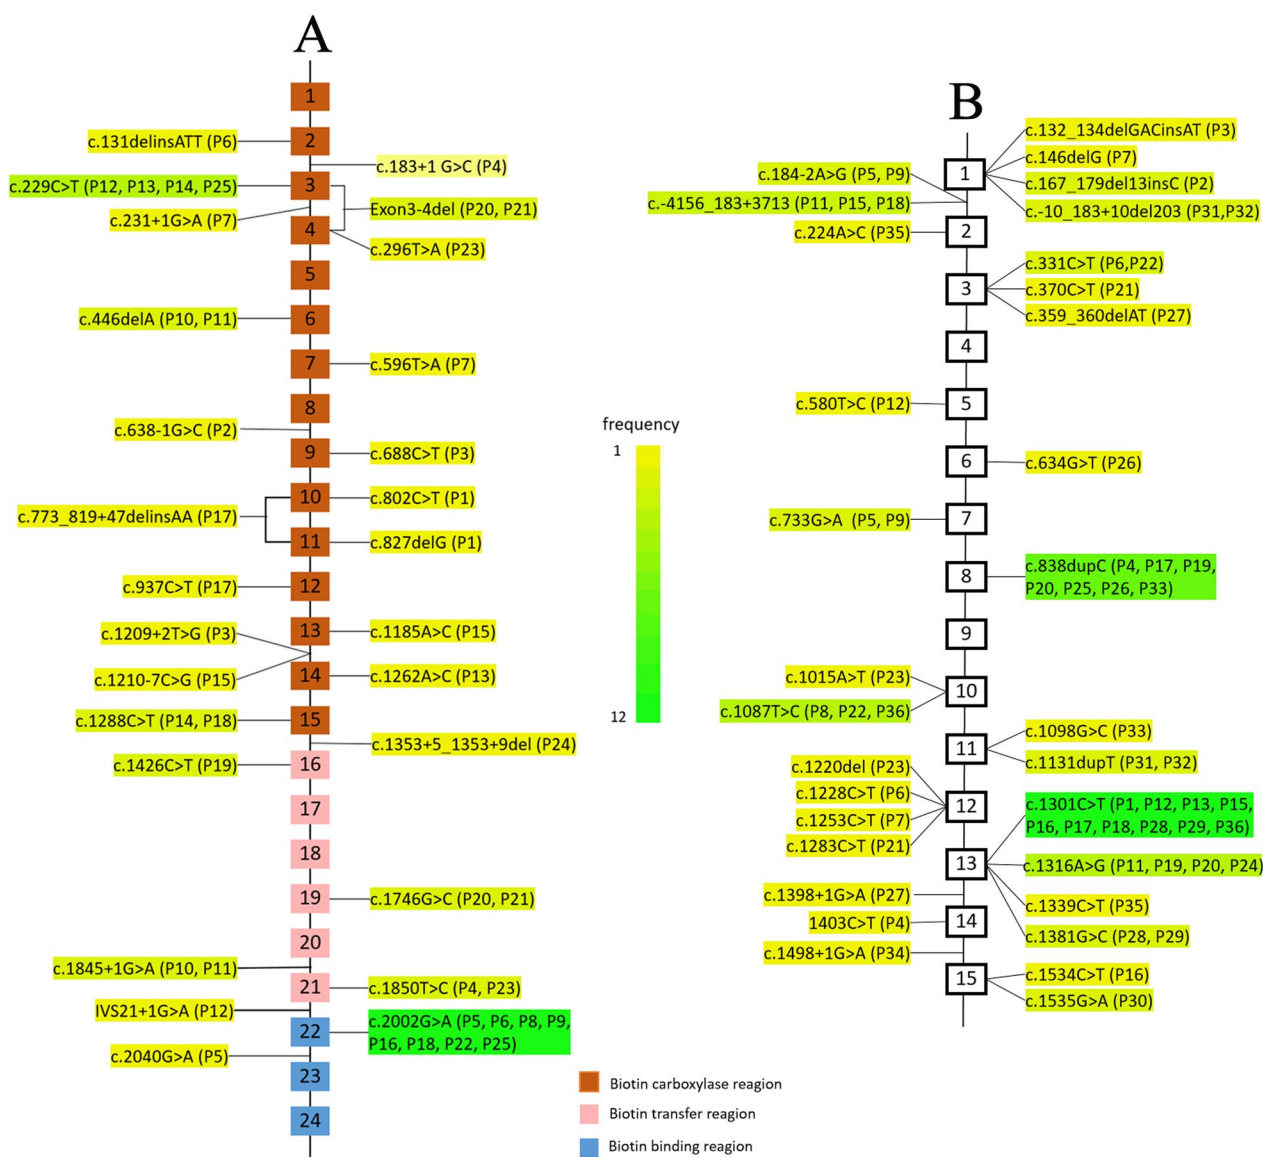 A
1
c.131delinsATT (P6)
2
c.183+1 G>C (P4)
c.229C>T (P12, P13, P14, P25)
3
Exon3-4del (P20, P21)
c.231+1G>A (P7)
4
c.296T>A (P23)
5
c.446delA (P10, P11)
6
7
c.596T>A (P7)
8
c.638-1G>C (P2)
9
c.688C>T (P3)
10
c.802C>T (P1)
c.773_819+47delinsAA (P17)
11
c.827delG (P1)
c.937C>T (P17)
12
c.1209+2T>G (P3)
13
c.1185A>C (P15)
c.1210-7C>G (P15)
14
c.1262A>C (P13)
c.1288C>T (P14, P18)
15
c.1353+5_1353+9del (P24)
c.1426C>T (P19)
16
17
18
19
c.1746G>C (P20, P21)
20
c.1845+1G>A (P10, P11)
21
c.1850T>C (P4, P23)
IVS21+1G>A (P12)
22
c.2002G>A (P5, P6, P8, P9,
P16, P18, P22, P25)
c.2040G>A (P5)
23
24
frequency
1
12
B
c.132_134delGACinsAT (P3)
c.146delG (P7)
1
c.184-2A>G (P5, P9)
c.167_179del13insC (P2)
c.-4156_183+3713 (P11, P15, P18)
c.-10_183+10del203 (P31,P32)
c.224A>C (P35)
2
c.331C>T (P6,P22)
3
c.370C>T (P21)
c.359_360delAT (P27)
4
c.580T>C (P12)
5
6
c.634G>T (P26)
c.733G>A (P5, P9)
7
8
c.838dupC (P4, P17, P19,
P20, P25, P26, P33)
9
c.1015A>T (P23)
10
c.1087T>C (P8, P22, P36)
c.1098G>C (P33)
11
c.1131dupT (P31, P32)
c.1220del (P23)
c.1228C>T (P6)
12
c.1253C>T (P7)
c.1283C>T (P21)
c.1301C>T (P1, P12, P13, P15,
P16, P17, P18, P28, P29, P36)
13
c.1316A>G (P11, P19, P20, P24)
c.1398+1G>A (P27)
c.1339C>T (P35)
1403C>T (P4)
14
c.1381G>C (P28, P29)
c.1498+1G>A (P34)
15
c.1534C>T (P16)
c.1535G>A (P30)
Biotin carboxylase reagion
Biotin transfer reagion
Biotin binding reagion